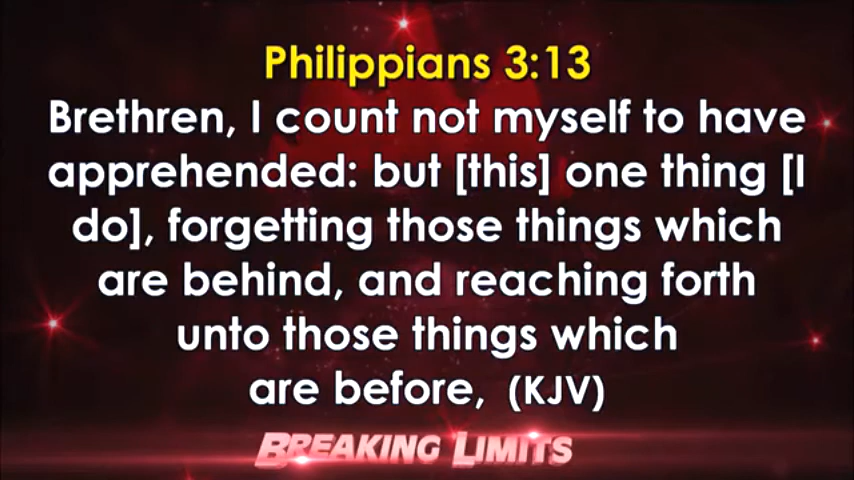 Philippians 3:13
Brethren, I count not myself to have
apprehended: but [this] one thing [I
do], forgetting those things which
are behind, and reaching forth
unto those things which
are before, (KJV)
BREAKING LIMITS